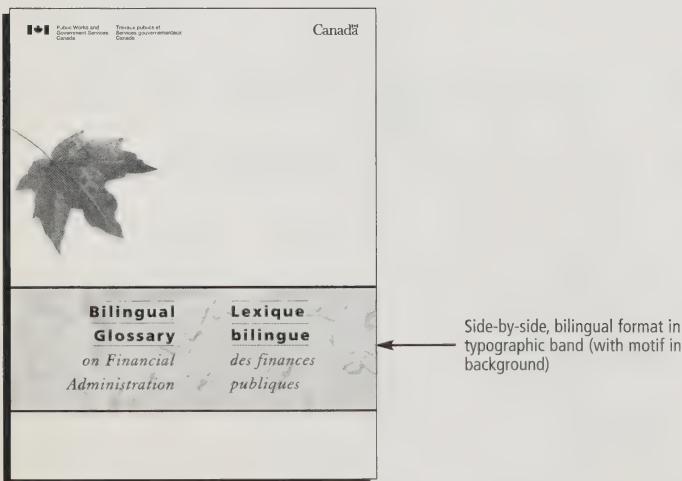 Public Works and
Government Services
Canada
Travaux publics et
Services gouvernementaux
Canada
Canada
Bilingual
Glossary
on Financial
Administration
Lexique
bilingue
des finances
publiques
Side-by-side, bilingual format in
typographic band (with motif in
background)